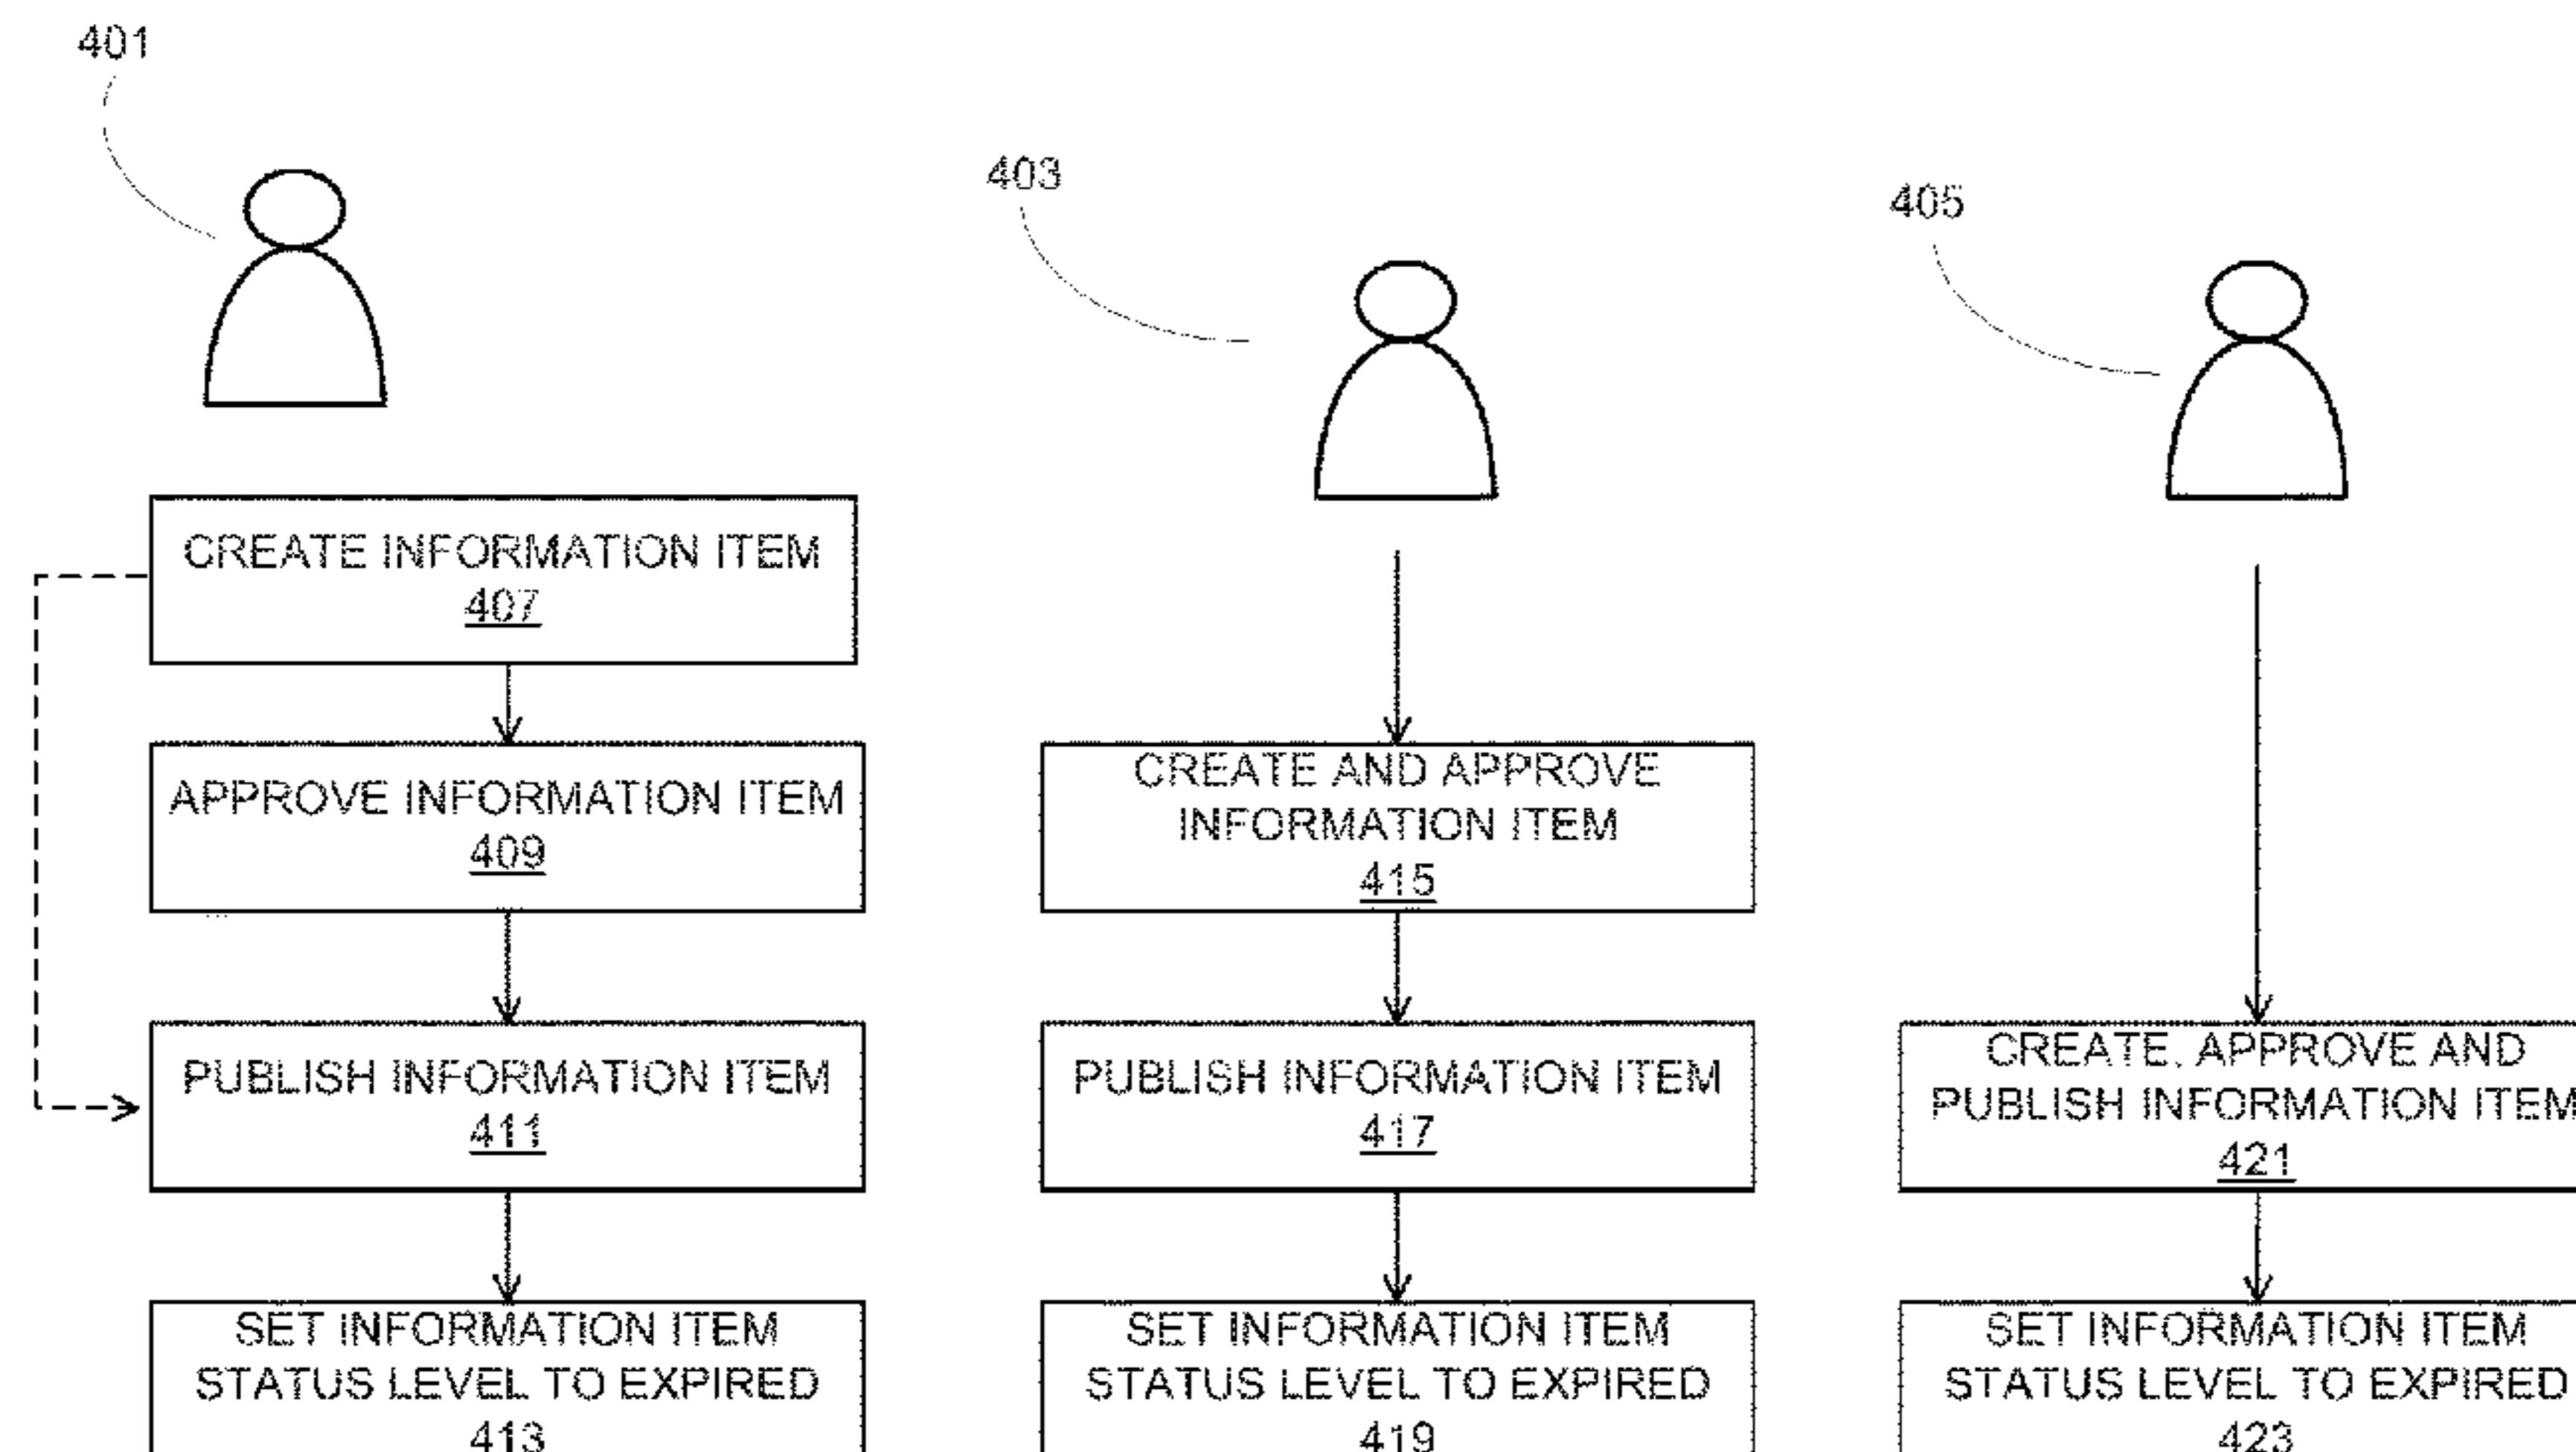 401
403
405
CREATE INFORMATION ITEM
407
APPROVE INFORMATION ITEM
409
CREATE AND APPROVE
INFORMATION ITEM
415
PUBLISH INFORMATION ITEM
411
PUBLISH INFORMATION ITEM
417
CREATE, APPROVE AND
PUBLISH INFORMATION ITEM
421
SET INFORMATION ITEM
STATUS LEVEL TO EXPIRED
413
SET INFORMATION ITEM
STATUS LEVEL TO EXPIRED
419
SET INFORMATION ITEM
STATUS LEVEL TO EXPIRED
423